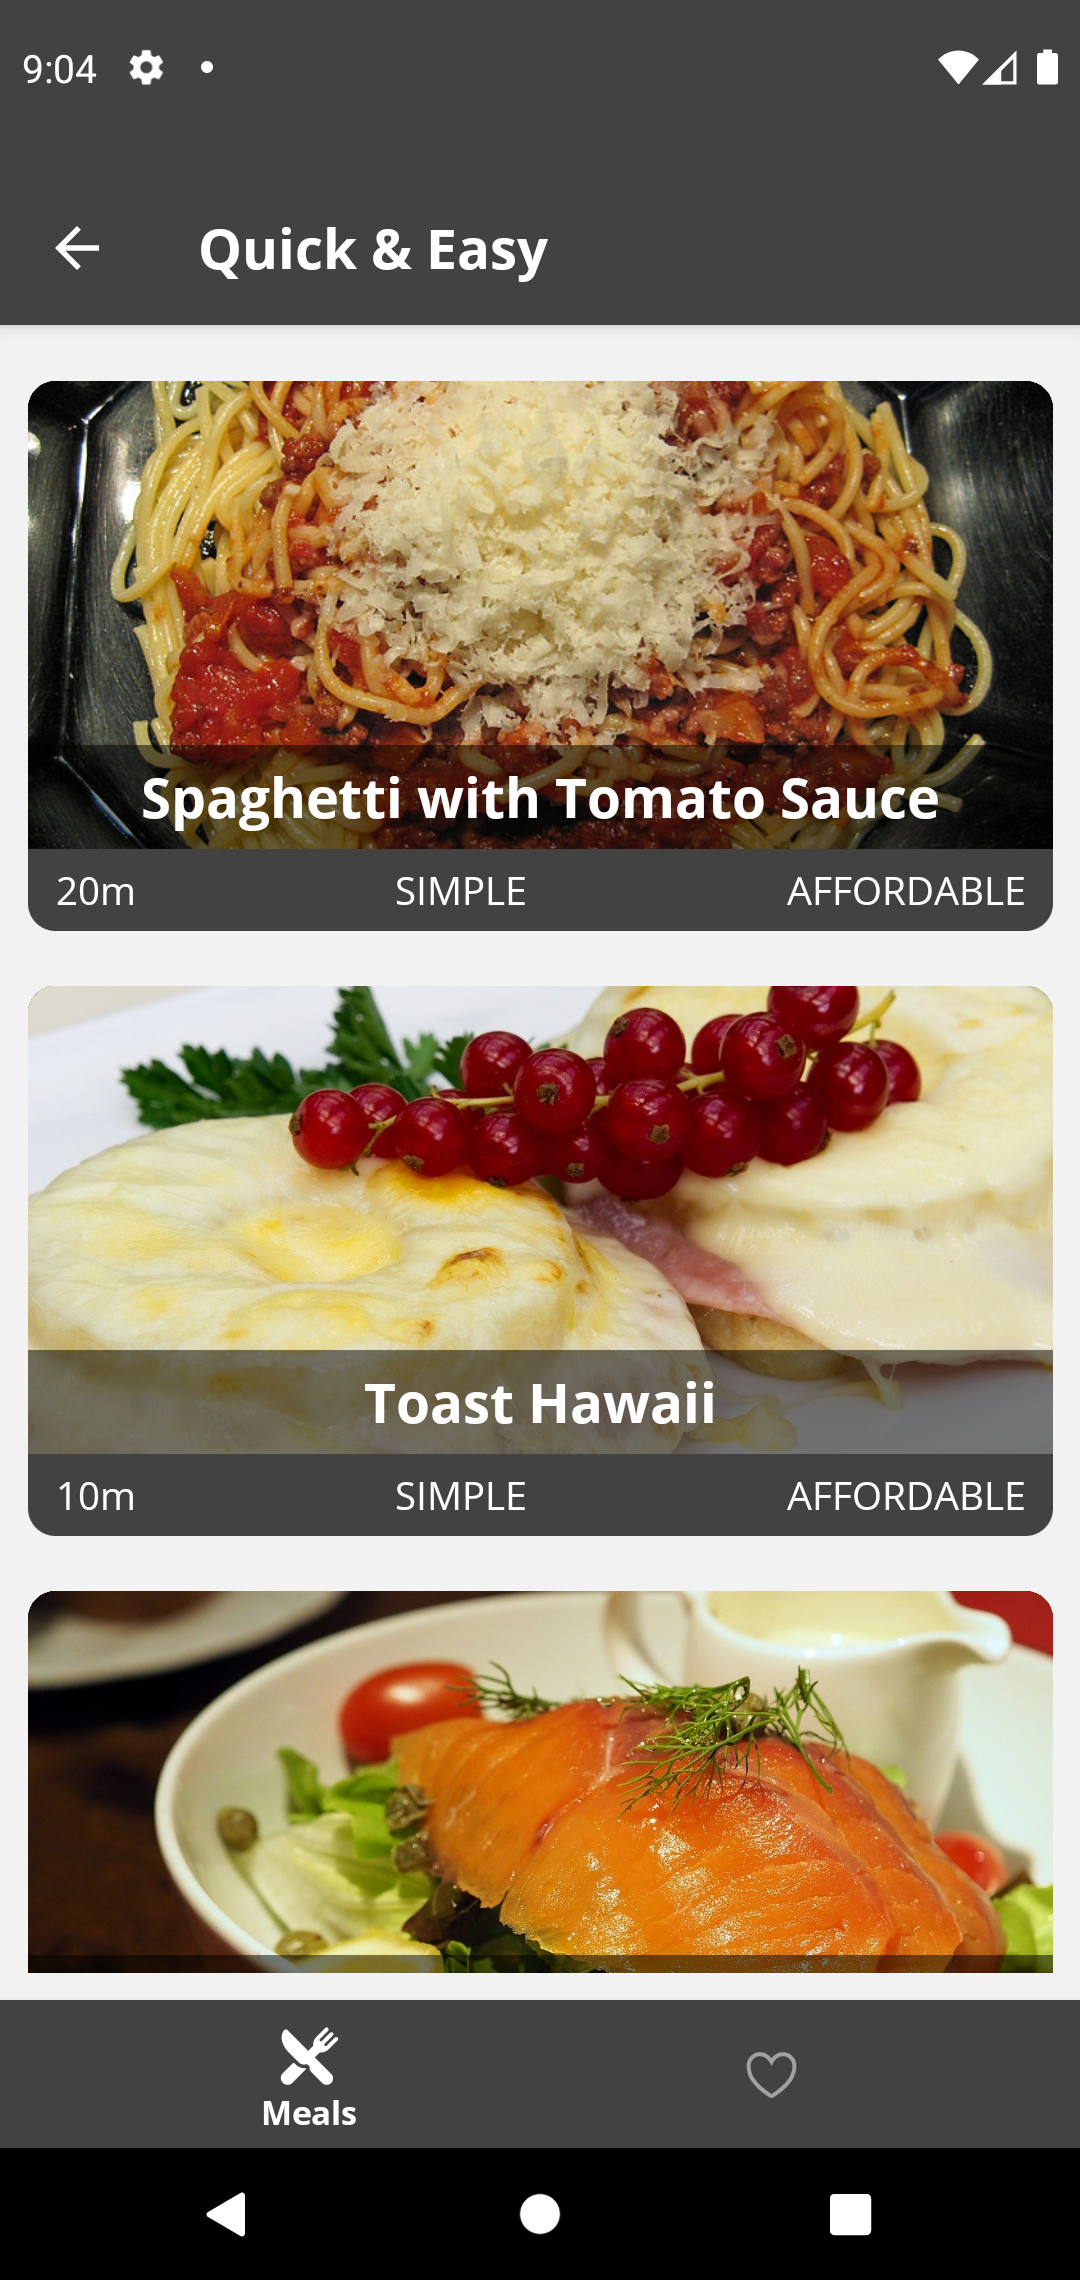 9:04
Quick & Easy
Spaghetti with Tomato Sauce
20m SIMPLE AFFORDABLE
Toast Hawaii
10m SIMPLE AFFORDABLE
Meals